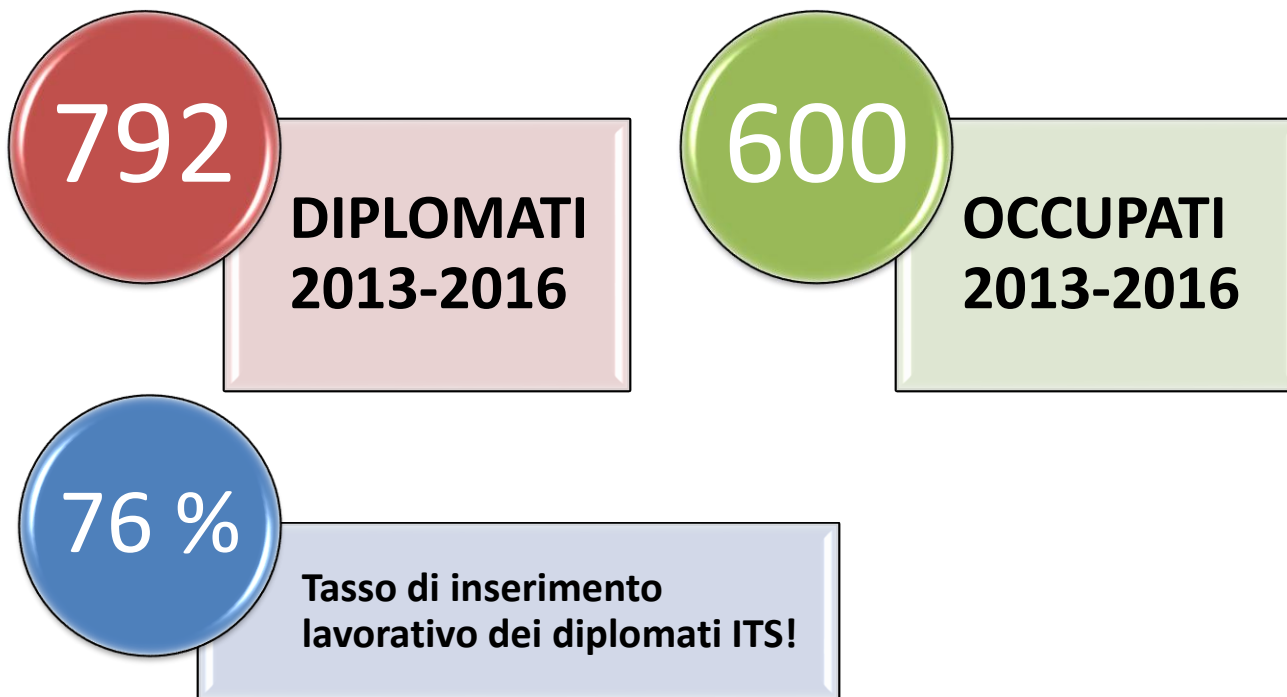 792
DIPLOMATI
2013-2016
600
OCCUPATI
2013-2016
76 %
Tasso di inserimento
lavorativo dei diplomati ITS!